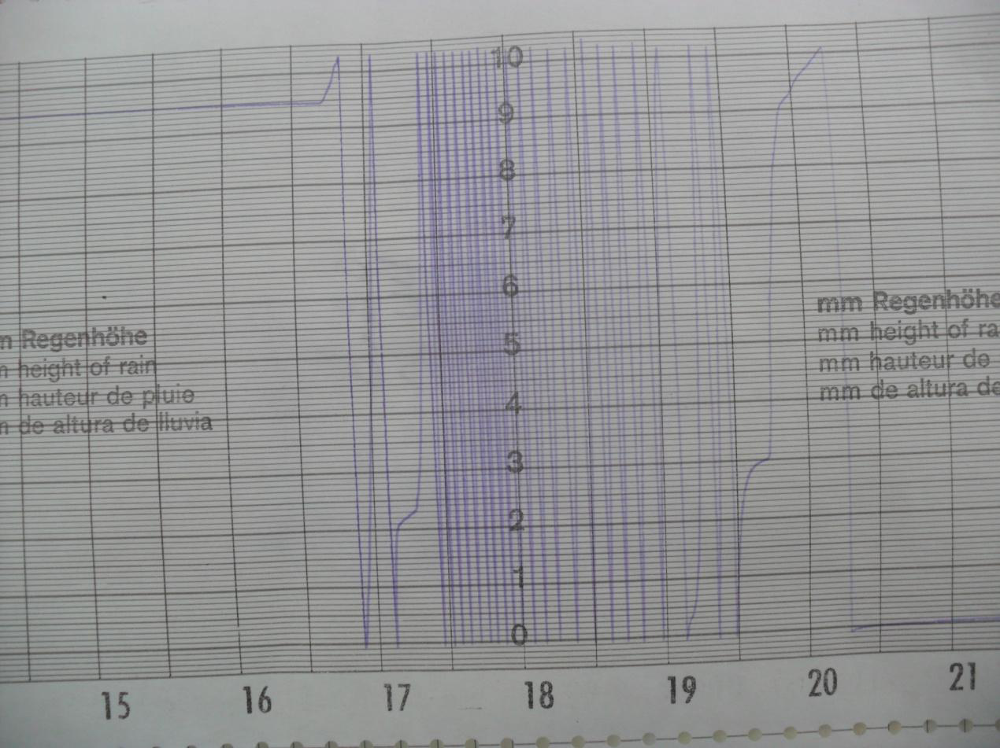 10
9
8
7
6
5
4
3
2
1
0
Regenhöhe
height of rain
hauteur de pluie
de altura de lluvia
mm Regenhöhe
mm height of
mm hauteur de
mm de altura
15 16 17 18 19 20 21